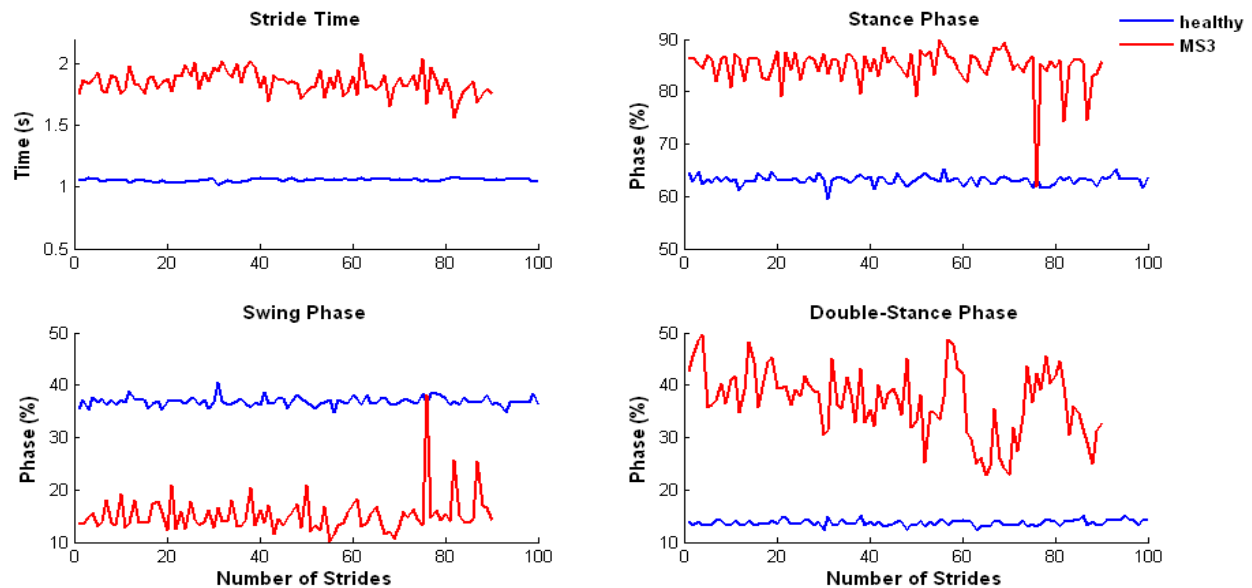 Stride Time
2
1.5
1
0.5
Time (s)
0 20 40 60 80 100
Stance Phase
90
80
70
60
50
Phase (%)
0 20 40 60 80 100
healthy
MS3
Swing Phase
50
40
30
20
10
Phase (%)
0 20 40 60 80 100
Number of Strides
Double-Stance Phase
50
40
30
20
10
Phase (%)
0 20 40 60 80 100
Number of Strides